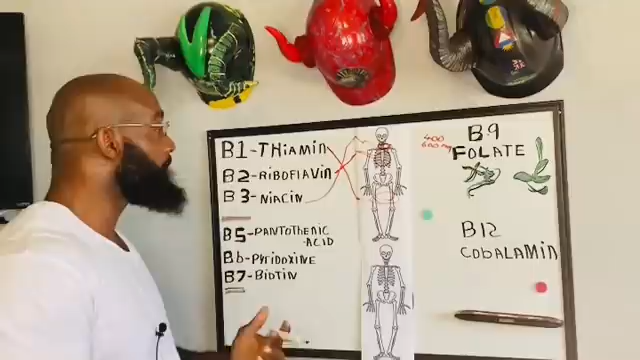 B1-THiAMiN
B2-RiBOFLAViN
B3-NiACiN
B5-PANTOTHENIC
-ACiD
B6-PYRiDOXiNE
B7-BiOTiN
400
600 mg
B9
FOLATE
B12
COBALAMiN